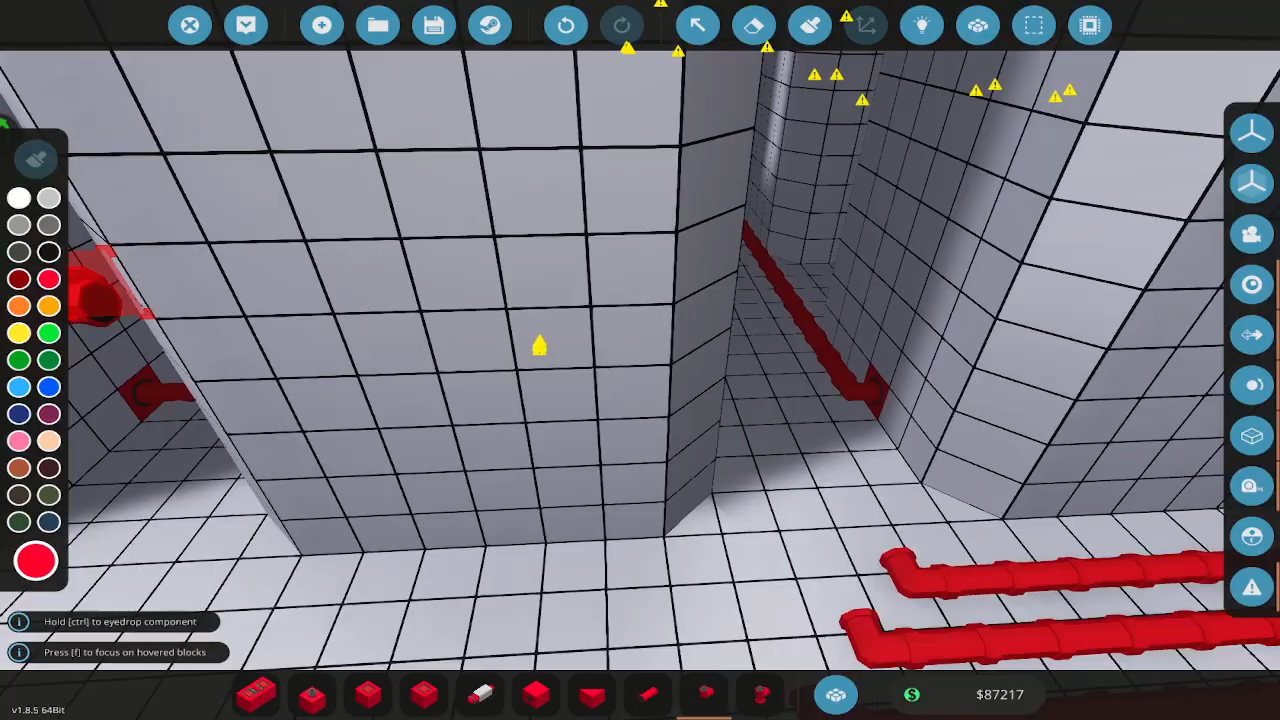 Hold [ctrl] to eyedrop component
Press [f] to focus on hovered blocks
$87217
v1.8.5 64Bit